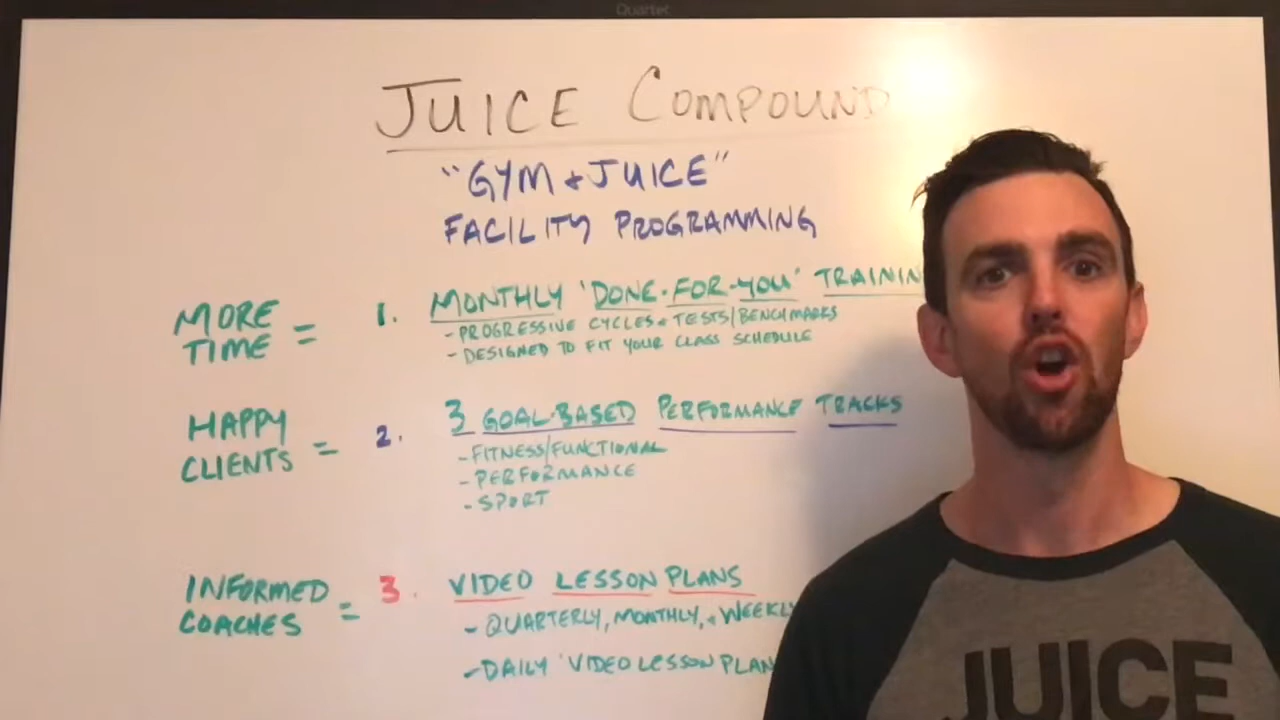 Quartet
JUICE COMPOUND
"GYM + JUICE"
FACILITY PROGRAMMING
MORE TIME = 1. MONTHLY 'DONE-FOR-YOU' TRAININ
- PROGRESSIVE CYCLES + TESTS/BENCHMARKS
- DESIGNED TO FIT YOUR CLASS SCHEDULE
HAPPY CLIENTS = 2. 3 GOAL-BASED PERFORMANCE TRACKS
- FITNESS/FUNCTIONAL
- PERFORMANCE
- SPORT
INFORMED COACHES = 3. VIDEO LESSON PLANS
- QUARTERLY, MONTHLY, + WEEKLY
- DAILY 'VIDEO LESSON PLAN
JUICE